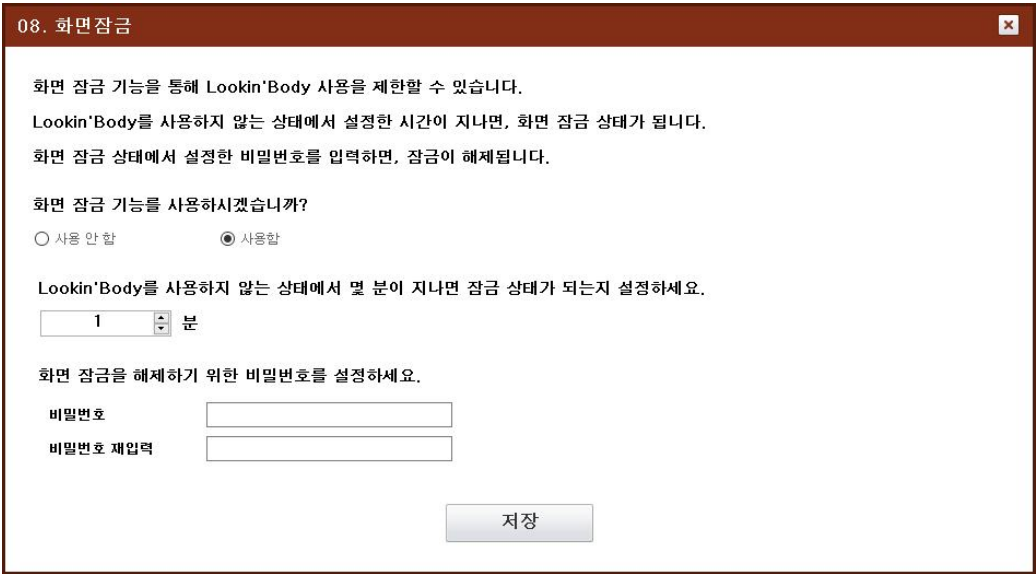 08. 화면잠금
화면 잠금 기능을 통해 Lookin'Body 사용을 제한할 수 있습니다.
Lookin'Body를 사용하지 않는 상태에서 설정한 시간이 지나면, 화면 잠금 상태가 됩니다.
화면 잠금 상태에서 설정한 비밀번호를 입력하면, 잠금이 해제됩니다.
화면 잠금 기능를 사용하시겠습니까?
사용 안 함 사용함
Lookin'Body를 사용하지 않는 상태에서 몇 분이 지나면 잠금 상태가 되는지 설정하세요.
1 분
화면 잠금을 해제하기 위한 비밀번호를 설정하세요.
비밀번호
비밀번호 재입력
저장